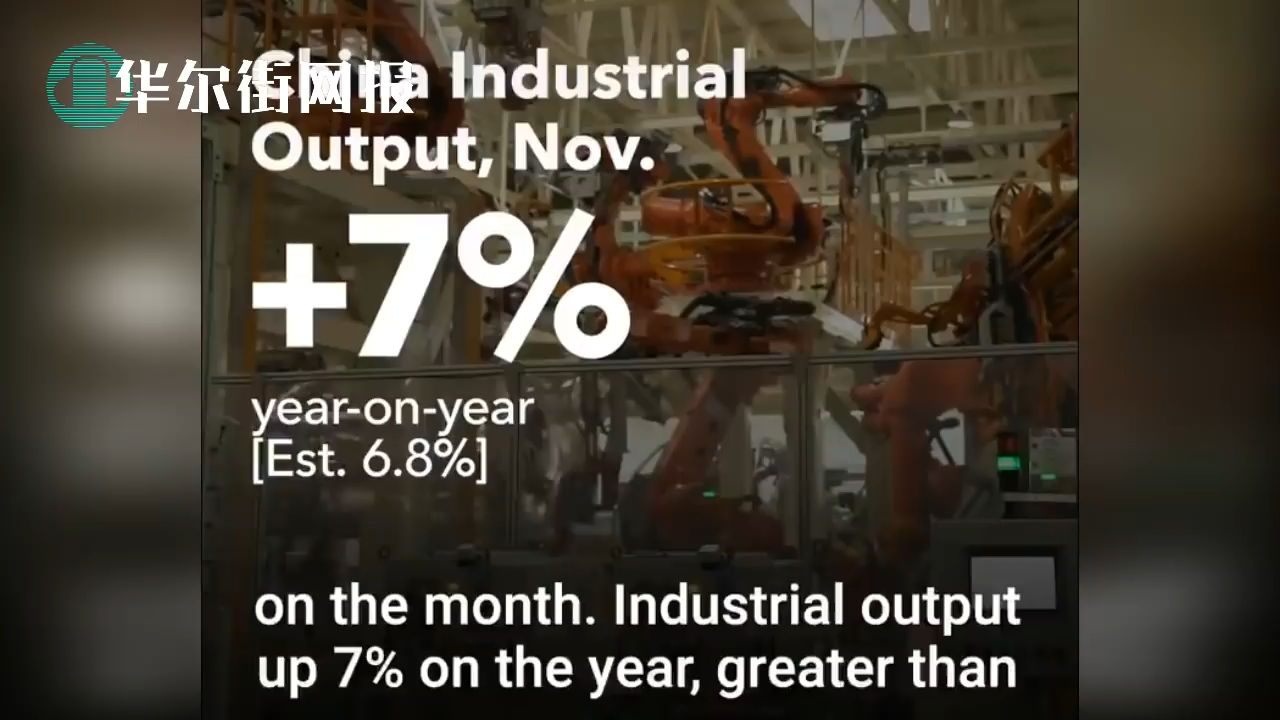 华尔街网报
China Industrial
Output, Nov.
+7%
year-on-year
[Est. 6.8%]
on the month. Industrial output
up 7% on the year, greater than